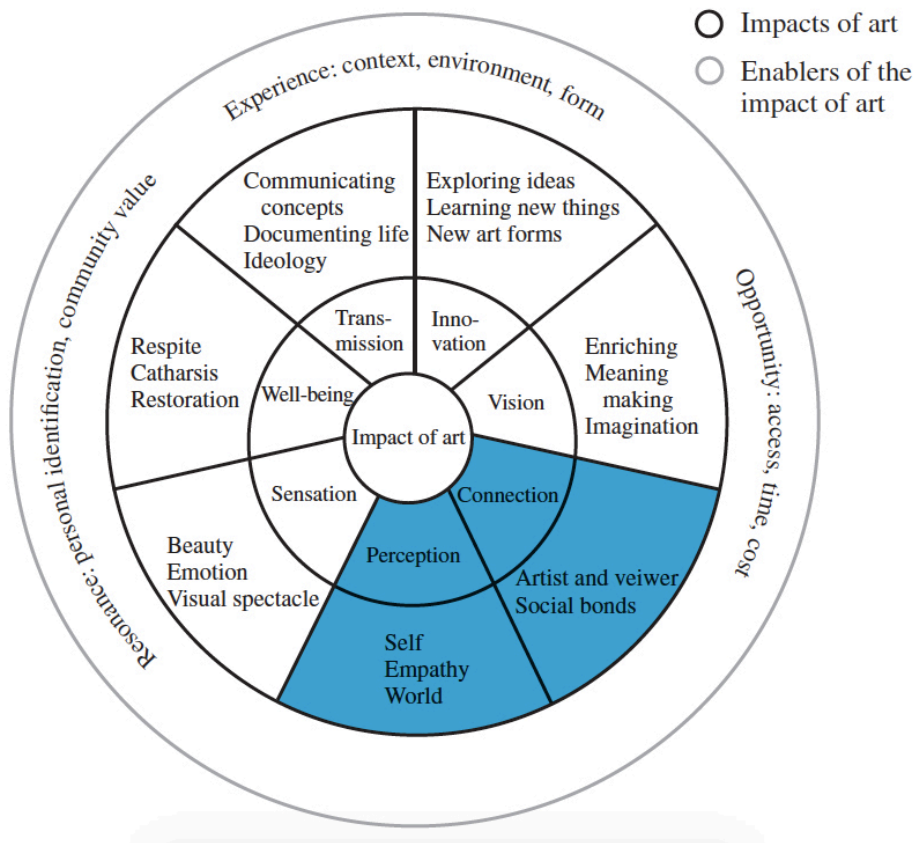 Impacts of art
Enablers of the
impact of art
Experience: context, environment, form
Opportunity: access, time, cost
Resonance: personal identification, community value
Communicating
concepts
Documenting life
Ideology
Exploring ideas
Learning new things
New art forms
Trans-
mission
Inno-
vation
Respite
Catharsis
Restoration
Well-being
Vision
Enriching
Meaning
making
Imagination
Impact of art
Sensation
Connection
Perception
Beauty
Emotion
Visual spectacle
Artist and veiwer
Social bonds
Self
Empathy
World